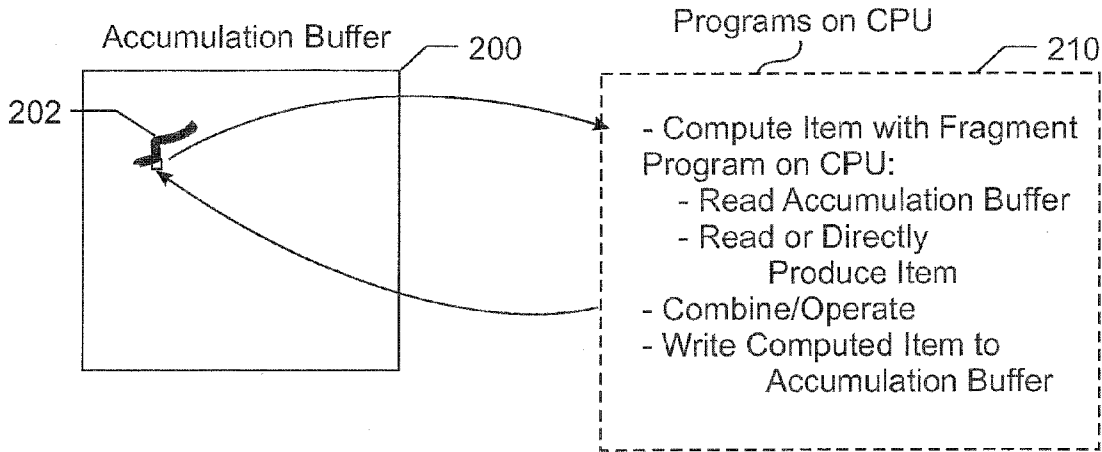 Accumulation Buffer
200
202
Programs on CPU
210
- Compute Item with Fragment
Program on CPU:
- Read Accumulation Buffer
- Read or Directly
Produce Item
- Combine/Operate
- Write Computed Item to
Accumulation Buffer